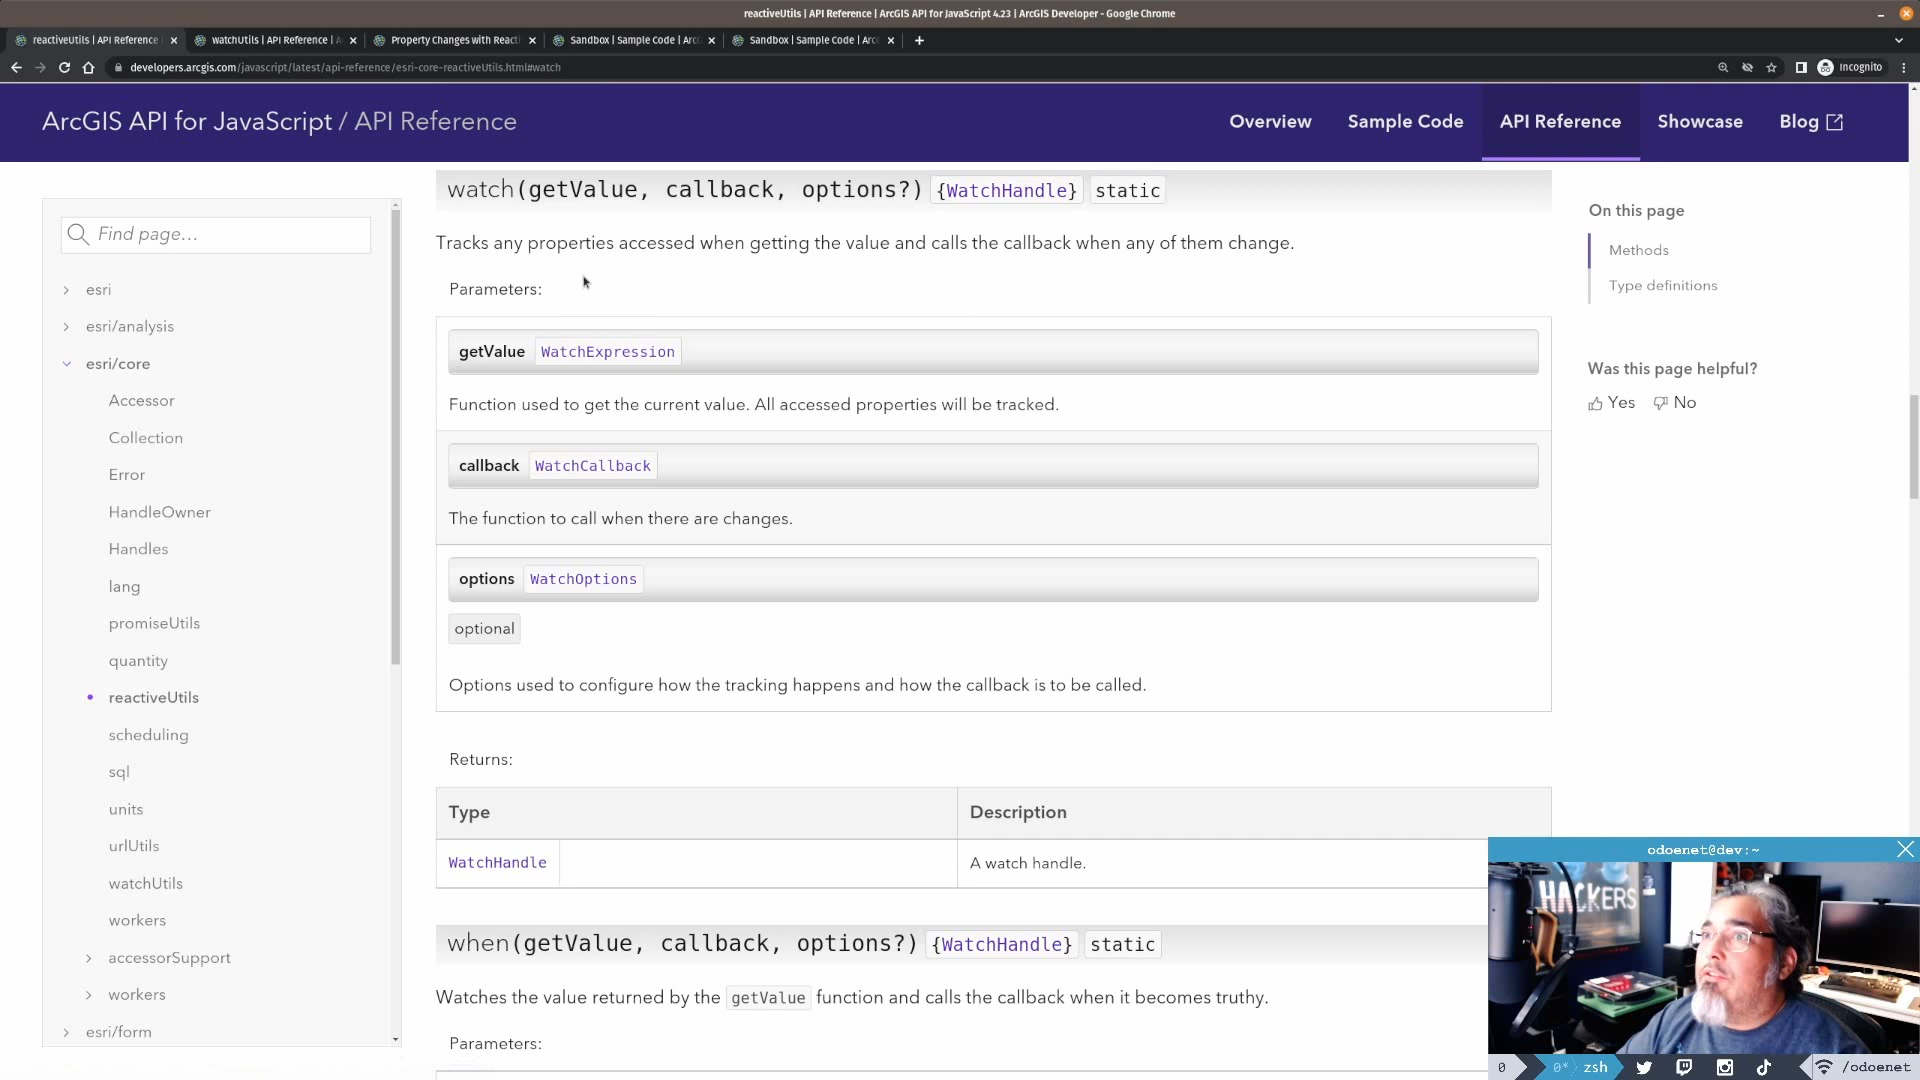 reactiveUtils | API Reference | ArcGIS API for JavaScript 4.23 | ArcGIS Developer - Google Chrome
reactiveUtils | API Reference
watchUtils | API Reference | A
Property Changes with Reacti
Sandbox | Sample Code | Arc
Sandbox | Sample Code | Arc
developers.arcgis.com/javascript/latest/api-reference/esri-core-reactiveUtils.html#watch
Incognito
ArcGIS API for JavaScript / API Reference
Overview
Sample Code
API Reference
Showcase
Blog
Find page...
esri
esri/analysis
esri/core
Accessor
Collection
Error
HandleOwner
Handles
lang
promiseUtils
quantity
reactiveUtils
scheduling
sql
units
urlUtils
watchUtils
workers
accessorSupport
workers
esri/form
watch(getValue, callback, options?) {WatchHandle} static
Tracks any properties accessed when getting the value and calls the callback when any of them change.
Parameters:
getValue WatchExpression
Function used to get the current value. All accessed properties will be tracked.
callback WatchCallback
The function to call when there are changes.
options WatchOptions
optional
Options used to configure how the tracking happens and how the callback is to be called.
Returns:
Type Description
WatchHandle A watch handle.
when(getValue, callback, options?) {WatchHandle} static
Watches the value returned by the getValue function and calls the callback when it becomes truthy.
Parameters:
On this page
Methods
Type definitions
Was this page helpful?
Yes No
odoenet@dev:~
HACKERS
0 0* zsh /odoenet